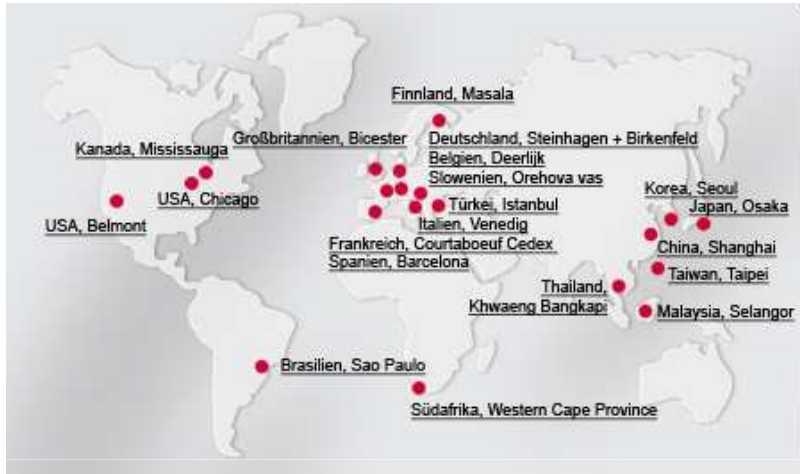 Finnland, Masala
Großbritannien, Bicester
Deutschland, Steinhagen + Birkenfeld
Kanada, Mississauga
Belgien, Deerlijk
Slowenien, Orehova vas
USA, Chicago
Korea, Seoul
Türkei, Istanbul
Japan, Osaka
USA, Belmont
Italien, Venedig
Frankreich, Courtaboeuf Cedex
China, Shanghai
Spanien, Barcelona
Taiwan, Taipei
Thailand,
Khwaeng Bangkapi
Malaysia, Selangor
Brasilien, Sao Paulo
Südafrika, Western Cape Province